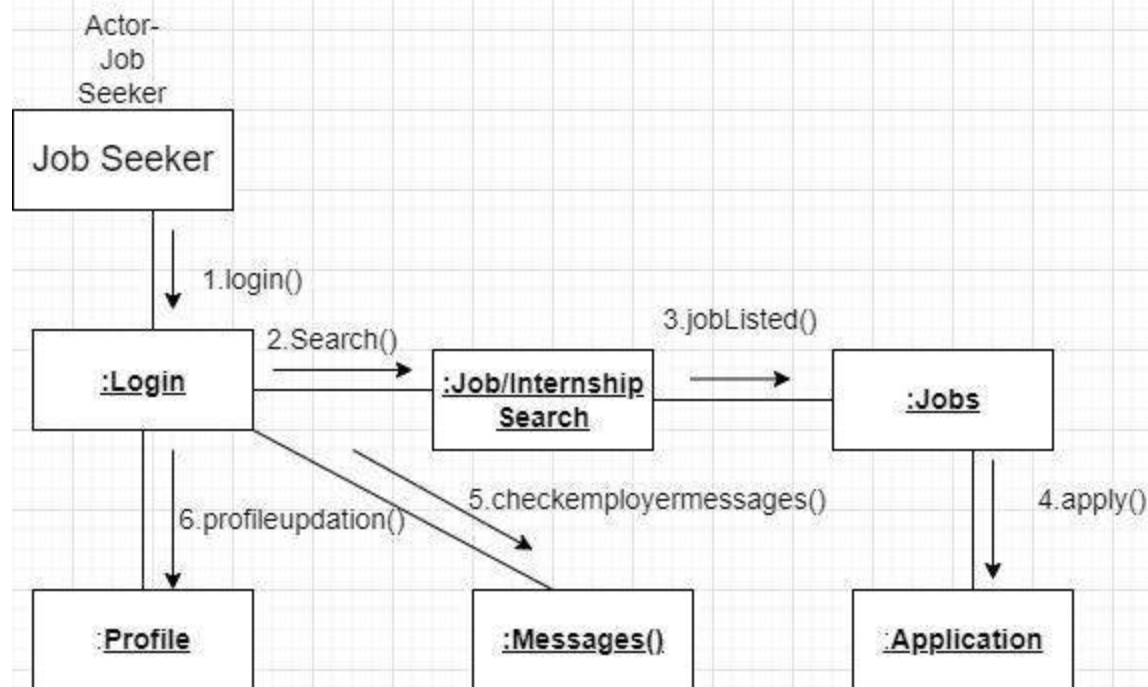 Actor-
Job
Seeker
Job Seeker
1.login()
3.jobListed()
2.Search()
:Login
:Job/Internship
Search
:Jobs
5.checkemployermessages()
4.apply()
6.profileupdation()
:Profile
:Messages()
:Application